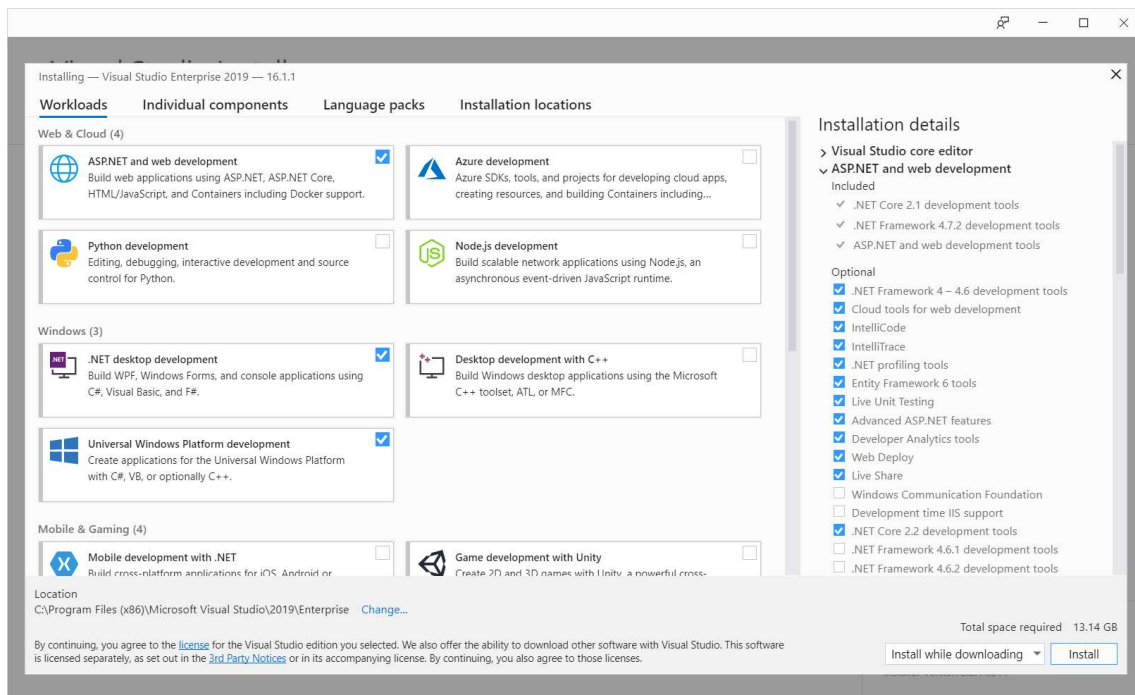 Installing — Visual Studio Enterprise 2019 — 16.1.1
Workloads
Individual components
Language packs
Installation locations
Web & Cloud (4)
ASP.NET and web development
Build web applications using ASP.NET, ASP.NET Core,
HTML/JavaScript, and Containers including Docker support.
Azure development
Azure SDKs, tools, and projects for developing cloud apps,
creating resources, and building Containers including...
Python development
Editing, debugging, interactive development and source
control for Python.
Node.js development
Build scalable network applications using Node.js, an
asynchronous event-driven JavaScript runtime.
Windows (3)
.NET
.NET desktop development
Build WPF, Windows Forms, and console applications using
C#, Visual Basic, and F#.
Desktop development with C++
Build Windows desktop applications using the Microsoft
C++ toolset, ATL, or MFC.
Universal Windows Platform development
Create applications for the Universal Windows Platform
with C#, VB, or optionally C++.
Mobile & Gaming (4)
Mobile development with .NET
Build cross-platform applications for iOS, Android or
Game development with Unity
Create 2D and 3D games with Unity, a powerful cross-
Installation details
Visual Studio core editor
ASP.NET and web development
Included
.NET Core 2.1 development tools
.NET Framework 4.7.2 development tools
ASP.NET and web development tools
Optional
.NET Framework 4 – 4.6 development tools
Cloud tools for web development
IntelliCode
IntelliTrace
.NET profiling tools
Entity Framework 6 tools
Live Unit Testing
Advanced ASP.NET features
Developer Analytics tools
Web Deploy
Live Share
Windows Communication Foundation
Development time IIS support
.NET Core 2.2 development tools
.NET Framework 4.6.1 development tools
.NET Framework 4.6.2 development tools
Location
C:\Program Files (x86)\Microsoft Visual Studio\2019\Enterprise Change...
Total space required 13.14 GB
By continuing, you agree to the license for the Visual Studio edition you selected. We also offer the ability to download other software with Visual Studio. This software
is licensed separately, as set out in the 3rd Party Notices or in its accompanying license. By continuing, you also agree to those licenses.
Install while downloading
Install